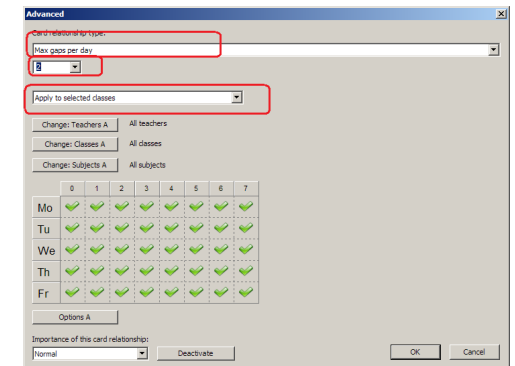 Advanced
Card relationship type:
Max gaps per day
2
Apply to selected classes
Change: Teachers A All teachers
Change: Classes A All classes
Change: Subjects A All subjects
0 1 2 3 4 5 6 7
Mo
Tu
We
Th
Fr
Options A
Importance of this card relationship:
Normal Deactivate OK Cancel